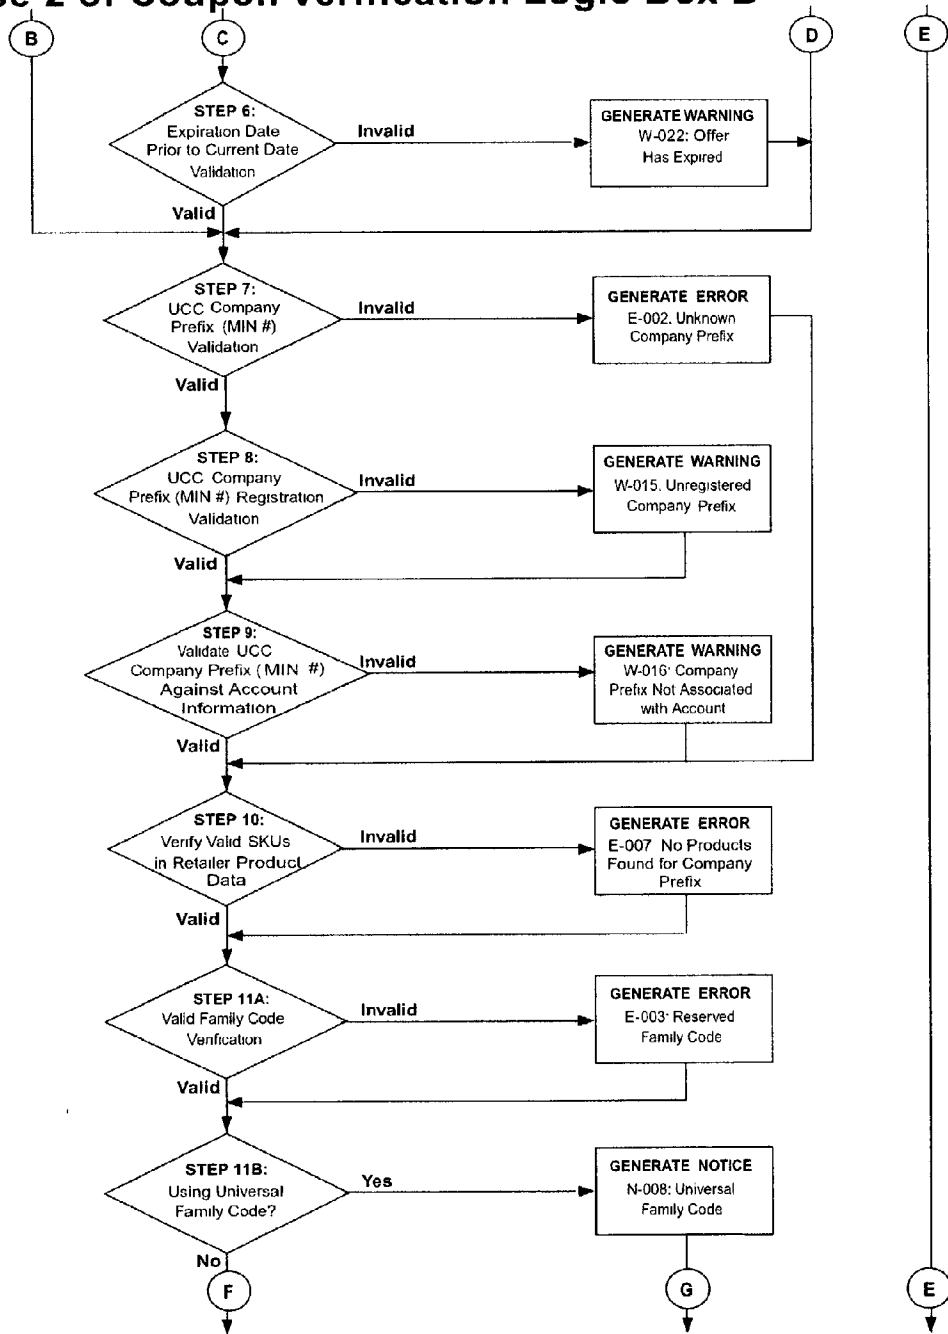 of Coupon Verification Logic Box B
B
C
D
E
STEP 6:
Expiration Date
Prior to Current Date
Validation
Invalid
GENERATE WARNING
W-022: Offer
Has Expired
Valid
STEP 7:
UCC Company
Prefix (MIN #)
Validation
Invalid
GENERATE ERROR
E-002. Unknown
Company Prefix
Valid
STEP 8:
UCC Company
Prefix (MIN #) Registration
Validation
Invalid
GENERATE WARNING
W-015. Unregistered
Company Prefix
Valid
STEP 9:
Validate UCC
Company Prefix (MIN #)
Against Account
Information
Invalid
GENERATE WARNING
W-016· Company
Prefix Not Associated
with Account
Valid
STEP 10:
Verify Valid SKUs
in Retailer Product
Data
Invalid
GENERATE ERROR
E-007 No Products
Found for Company
Prefix
Valid
STEP 11A:
Valid Family Code
Verification
Invalid
GENERATE ERROR
E-003· Reserved
Family Code
Valid
STEP 11B:
Using Universal
Family Code?
Yes
GENERATE NOTICE
N-008: Universal
Family Code
No
F
G
E